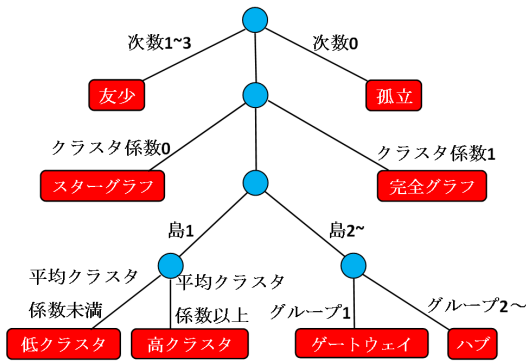 次数1~3
次数0
友少
孤立
クラスタ係数0
クラスタ係数1
スターグラフ
完全グラフ
島1
島2~
平均クラスタ
係数未満
平均クラスタ
係数以上
グループ1
グループ2～
低クラスタ
高クラスタ
ゲートウェイ
ハブ